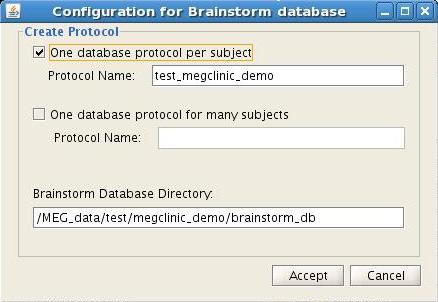 Configuration for Brainstorm database
Create Protocol
One database protocol per subject
Protocol Name: test_megclinic_demo
One database protocol for many subjects
Protocol Name:
Brainstorm Database Directory:
/MEG_data/test/megclinic_demo/brainstorm_db
Accept Cancel